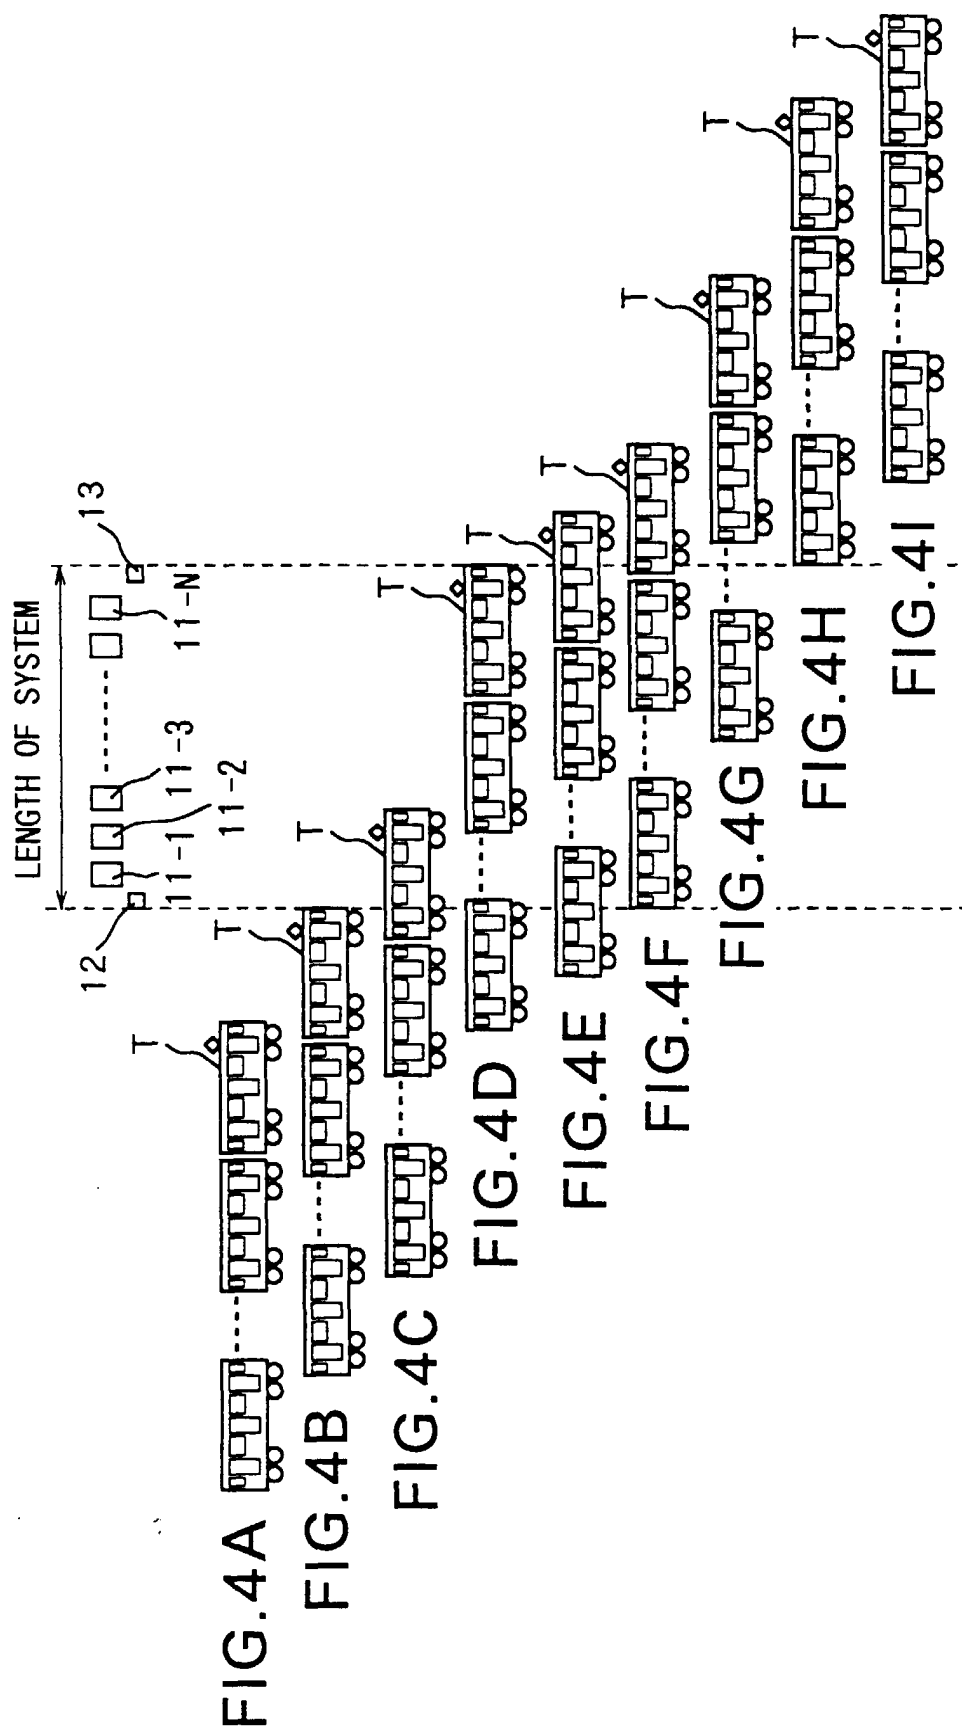 LENGTH OF SYSTEM
12
13
11-1
11-2
11-3
11-N
T
FIG.4A
T
FIG.4B
T
FIG.4C
T
FIG.4D
T
FIG.4E
T
FIG.4F
T
FIG.4G
T
FIG.4H
T
FIG.4I